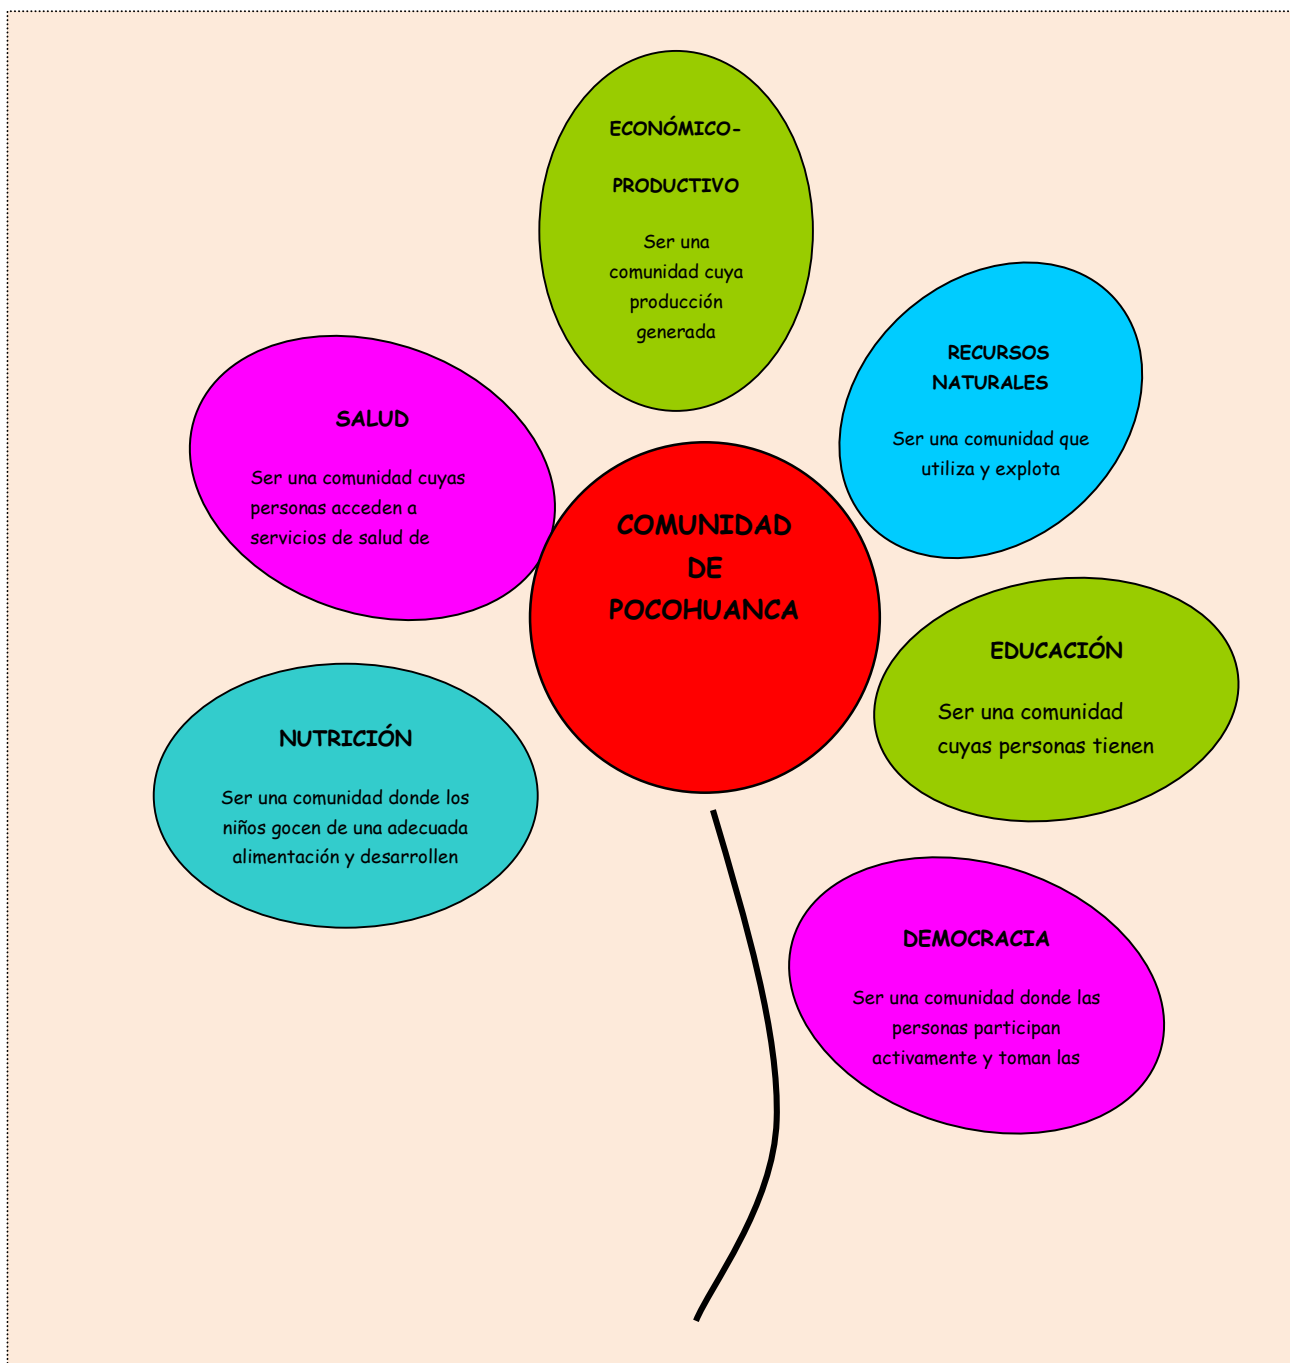 ECONÓMICO-
PRODUCTIVO
Ser una
comunidad cuya
producción
generada
RECURSOS
NATURALES
Ser una comunidad que
utiliza y explota
SALUD
Ser una comunidad cuyas
personas acceden a
servicios de salud de
COMUNIDAD
DE
POCOHUANCA
EDUCACIÓN
Ser una comunidad
cuyas personas tienen
NUTRICIÓN
Ser una comunidad donde los
niños gocen de una adecuada
alimentación y desarrollen
DEMOCRACIA
Ser una comunidad donde las
personas participan
activamente y toman las